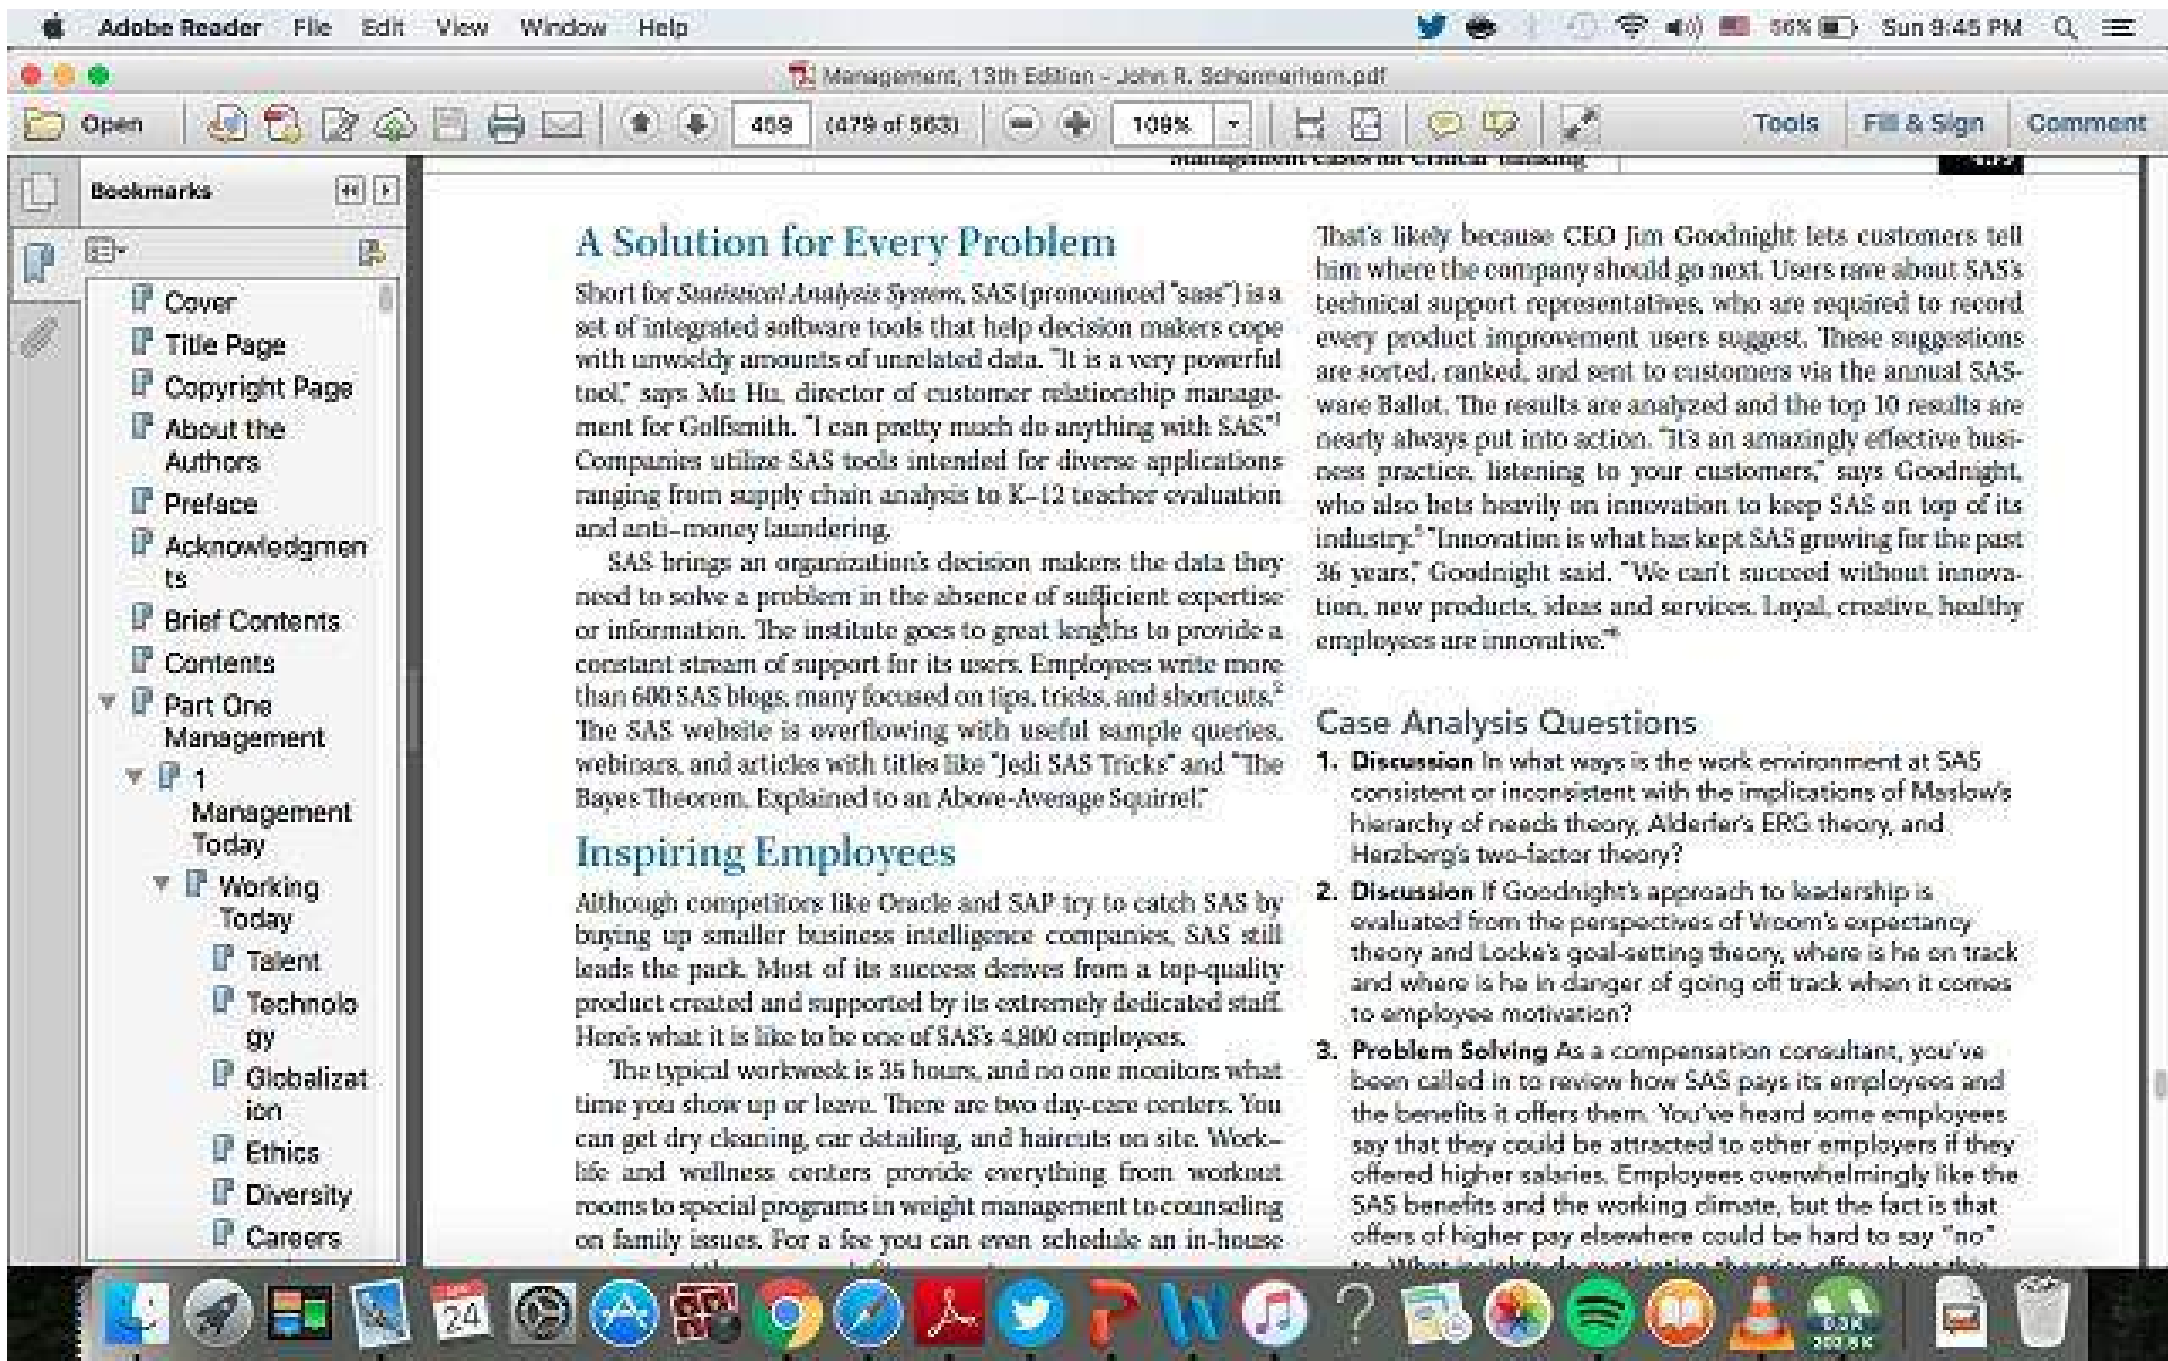 Adobe Reader File Edit View Window Help 56% Sun 9:45 PM
Management, 13th Edition - John R. Schermerhorn.pdf
Open 459 (479 of 563) 109% Tools Fill & Sign Comment
Management Cases for Critical Thinking 459
Bookmarks
Cover
Title Page
Copyright Page
About the
Authors
Preface
Acknowledgmen
ts
Brief Contents
Contents
Part One
Management
1
Management
Today
Working
Today
Talent
Technolo
gy
Globalizat
ion
Ethics
Diversity
Careers
A Solution for Every Problem
Short for Statistical Analysis System, SAS (pronounced "sass") is a
set of integrated software tools that help decision makers cope
with unwieldy amounts of unrelated data. "It is a very powerful
tool," says Mu Hu, director of customer relationship manage-
ment for Golfsmith. "I can pretty much do anything with SAS."1
Companies utilize SAS tools intended for diverse applications
ranging from supply chain analysis to K–12 teacher evaluation
and anti–money laundering.
SAS brings an organization's decision makers the data they
need to solve a problem in the absence of sufficient expertise
or information. The institute goes to great lengths to provide a
constant stream of support for its users. Employees write more
than 600 SAS blogs, many focused on tips, tricks, and shortcuts.2
The SAS website is overflowing with useful sample queries,
webinars, and articles with titles like "Jedi SAS Tricks" and "The
Bayes Theorem, Explained to an Above-Average Squirrel."
Inspiring Employees
Although competitors like Oracle and SAP try to catch SAS by
buying up smaller business intelligence companies, SAS still
leads the pack. Most of its success derives from a top-quality
product created and supported by its extremely dedicated staff.
Here's what it is like to be one of SAS's 4,800 employees.
The typical workweek is 35 hours, and no one monitors what
time you show up or leave. There are two day-care centers. You
can get dry cleaning, car detailing, and haircuts on site. Work–
life and wellness centers provide everything from workout
rooms to special programs in weight management to counseling
on family issues. For a fee you can even schedule an in-house
That's likely because CEO Jim Goodnight lets customers tell
him where the company should go next. Users rave about SAS's
technical support representatives, who are required to record
every product improvement users suggest. These suggestions
are sorted, ranked, and sent to customers via the annual SAS-
ware Ballot. The results are analyzed and the top 10 results are
nearly always put into action. "It's an amazingly effective busi-
ness practice, listening to your customers," says Goodnight,
who also bets heavily on innovation to keep SAS on top of its
industry.5 "Innovation is what has kept SAS growing for the past
36 years," Goodnight said. "We can't succeed without innova-
tion, new products, ideas and services. Loyal, creative, healthy
employees are innovative."6
Case Analysis Questions
1. Discussion In what ways is the work environment at SAS
consistent or inconsistent with the implications of Maslow's
hierarchy of needs theory, Alderfer's ERG theory, and
Herzberg's two-factor theory?
2. Discussion If Goodnight's approach to leadership is
evaluated from the perspectives of Vroom's expectancy
theory and Locke's goal-setting theory, where is he on track
and where is he in danger of going off track when it comes
to employee motivation?
3. Problem Solving As a compensation consultant, you've
been called in to review how SAS pays its employees and
the benefits it offers them. You've heard some employees
say that they could be attracted to other employers if they
offered higher salaries. Employees overwhelmingly like the
SAS benefits and the working climate, but the fact is that
offers of higher pay elsewhere could be hard to say "no"
to. What insights do motivation theories offer about this
24